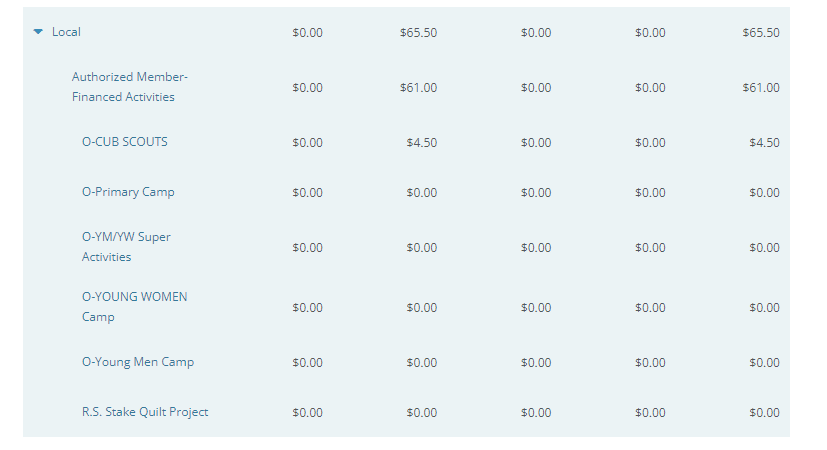 Local $0.00 $65.50 $0.00 $0.00 $65.50
Authorized Member-
Financed Activities $0.00 $61.00 $0.00 $0.00 $61.00
O-CUB SCOUTS $0.00 $4.50 $0.00 $0.00 $4.50
O-Primary Camp $0.00 $0.00 $0.00 $0.00 $0.00
O-YM/YW Super
Activities $0.00 $0.00 $0.00 $0.00 $0.00
O-YOUNG WOMEN
Camp $0.00 $0.00 $0.00 $0.00 $0.00
O-Young Men Camp $0.00 $0.00 $0.00 $0.00 $0.00
R.S. Stake Quilt Project $0.00 $0.00 $0.00 $0.00 $0.00